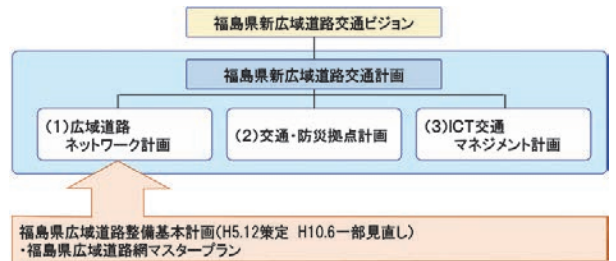 福島県新広域道路交通ビジョン
福島県新広域道路交通計画
(1)広域道路
ネットワーク計画
(2)交通・防災拠点計画
(3)ICT交通
マネジメント計画
福島県広域道路整備基本計画(H5.12策定 H10.6一部見直し)
・福島県広域道路網マスタープラン